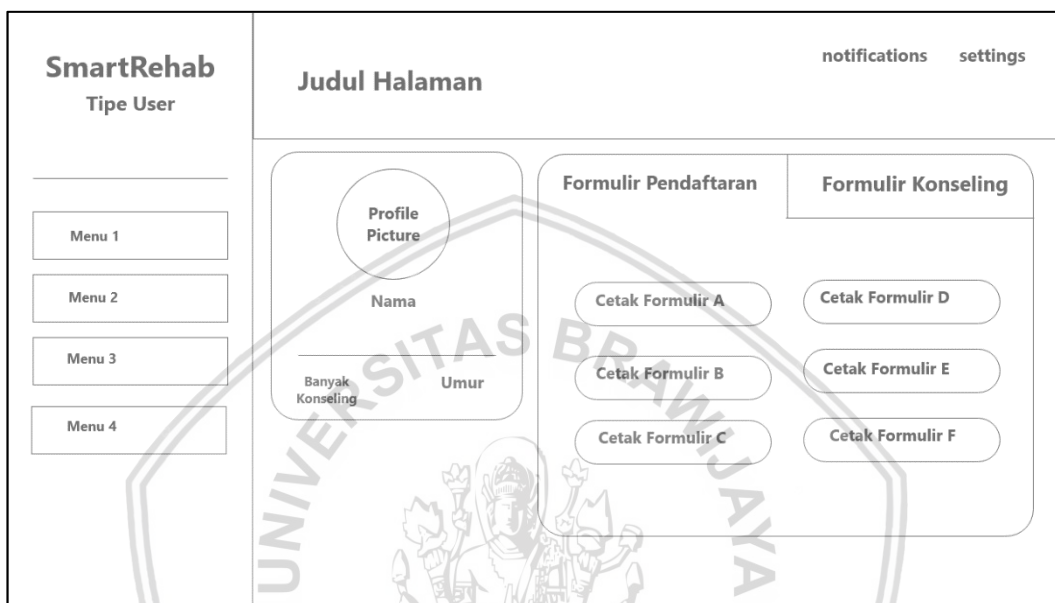 SmartRehab
Tipe User
Menu 1
Menu 2
Menu 3
Menu 4
Judul Halaman
notifications settings
Profile
Picture
Nama
Banyak
Konseling
Umur
Formulir Pendaftaran
Formulir Konseling
Cetak Formulir A
Cetak Formulir B
Cetak Formulir C
Cetak Formulir D
Cetak Formulir E
Cetak Formulir F
UNIVERSITAS BRAWIJAYA